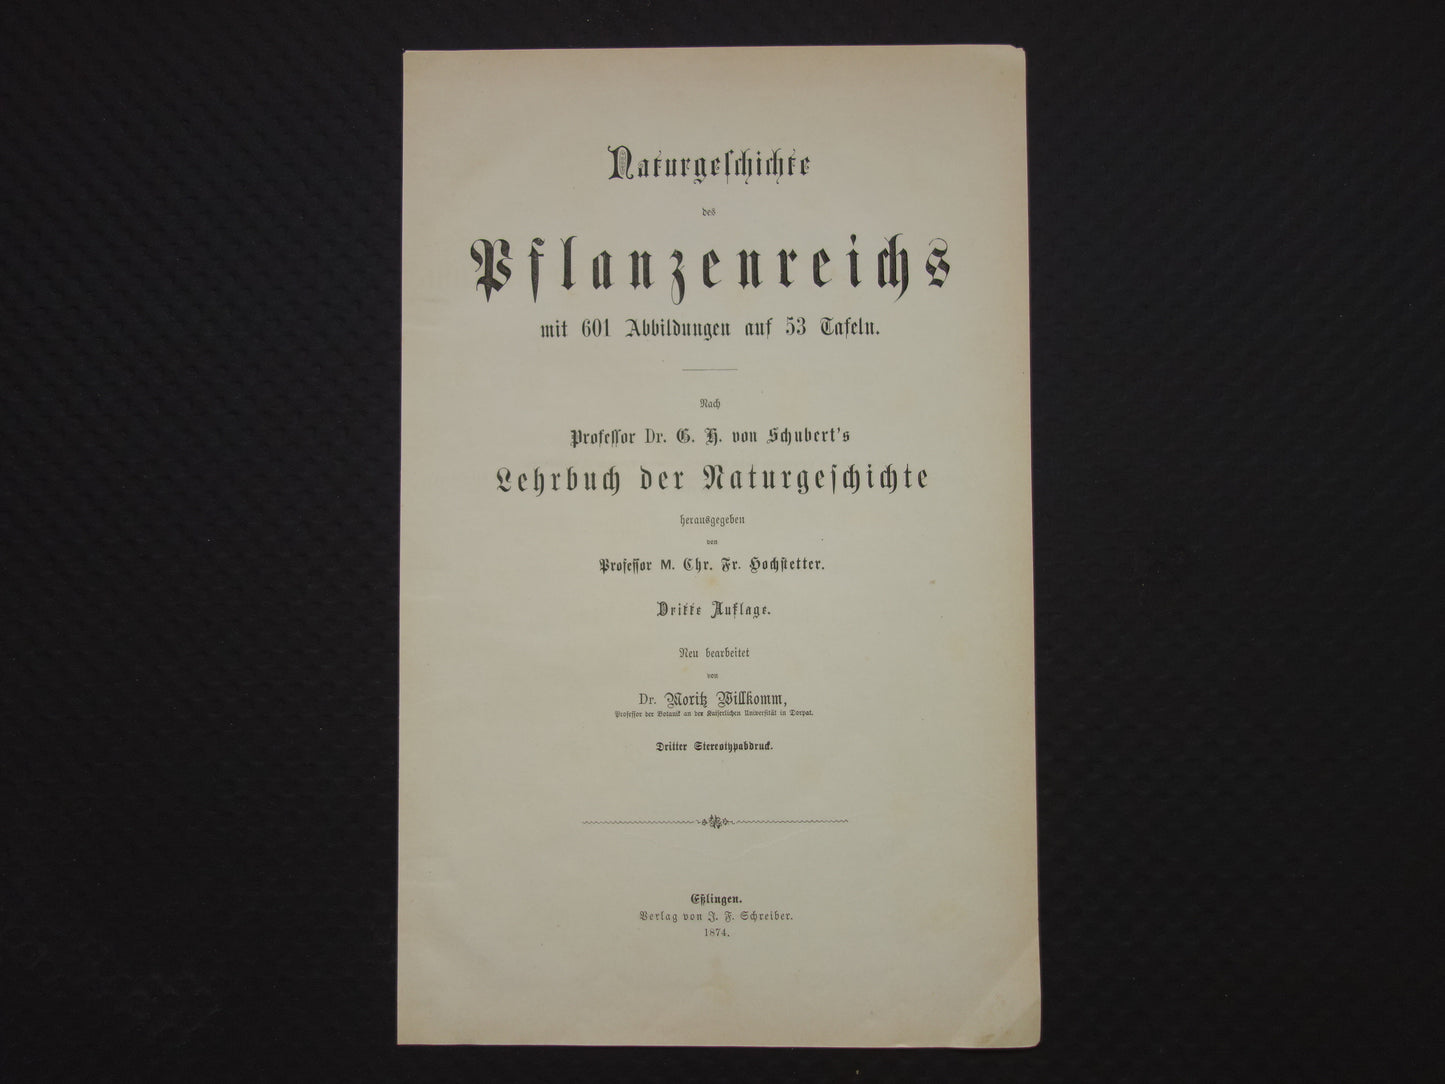 Naturgeſchichte
des
Pflanzenreichs
mit 601 Abbildungen auf 53 Tafeln.
Nach
Profeſſor Dr. G. H. von Schubert's
Lehrbuch der Naturgeſchichte
herausgegeben
von
Profeſſor M. Chr. Fr. Hochſtetter.
Dritte Auflage.
Neu bearbeitet
von
Dr. Moritz Willkomm,
Profeſſor der Botanik an der Kaiſerlichen Univerſität in Dorpat.
Dritter Stereotypabdruck.
Eßlingen.
Verlag von J. F. Schreiber.
1874.